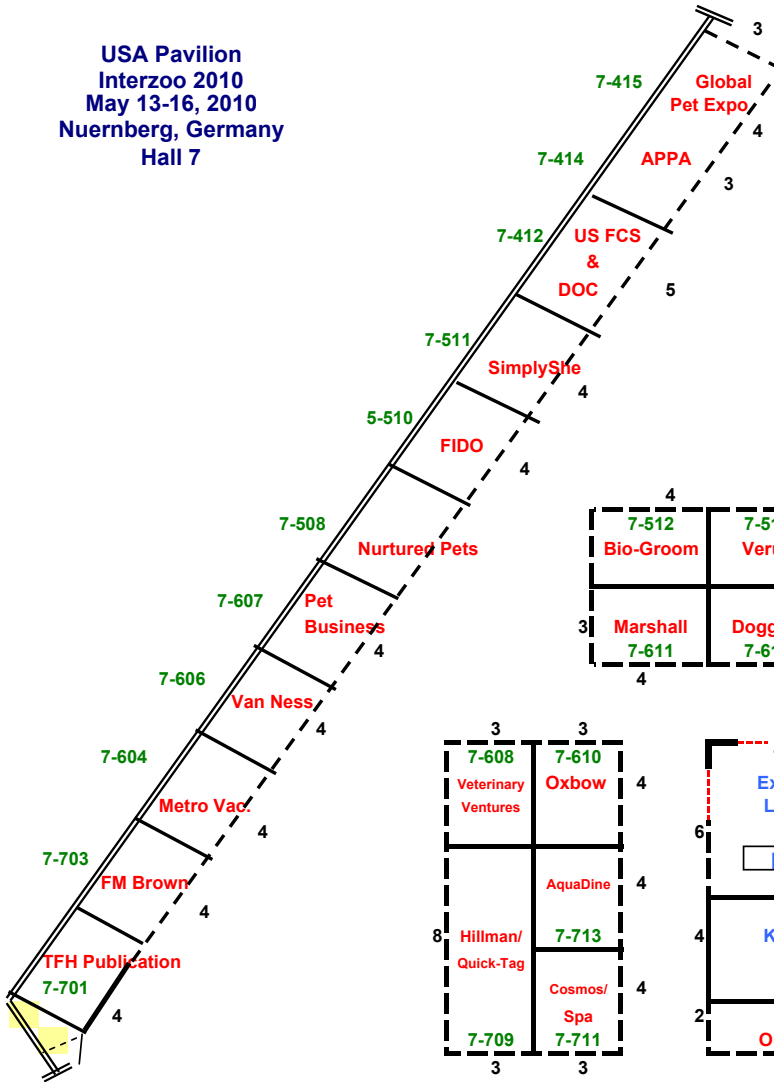 USA Pavilion
Interzoo 2010
May 13-16, 2010
Nuernberg, Germany
Hall 7
3
7-415
Global
Pet Expo
4
7-414
APPA
3
7-412
US FCS
&
DOC
5
7-511
SimplyShe
4
5-510
FIDO
4
7-508
Nurtured Pets
7-607
Pet
Business
4
7-606
Van Ness
4
7-604
Metro Vac.
4
7-703
FM Brown
4
TFH Publication
7-701
4
4
7-512
Bio-Groom
3
Marshall
7-611
4
3
3
7-608
7-610
Veterinary
Ventures
Oxbow
4
AquaDine
4
7-713
8
Hillman/
Quick-Tag
Cosmos/
Spa
4
7-709
7-711
3
3
6
4
2